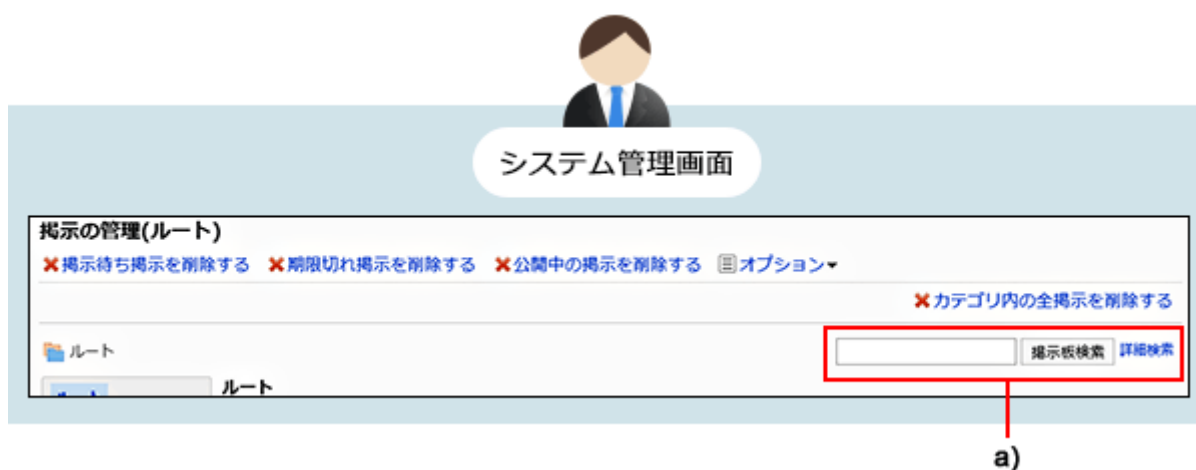 システム管理画面
掲示の管理(ルート)
掲示待ち掲示を削除する 期限切れ掲示を削除する 公開中の掲示を削除する オプション
カテゴリ内の全掲示を削除する
ルート
掲示板検索 詳細検索
ルート
a)